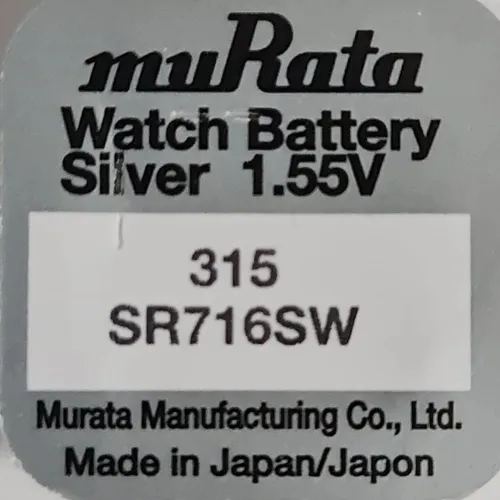 muRata
Watch Battery
Silver 1.55V
315
SR716SW
Murata Manufacturing Co., Ltd.
Made in Japan/Japon